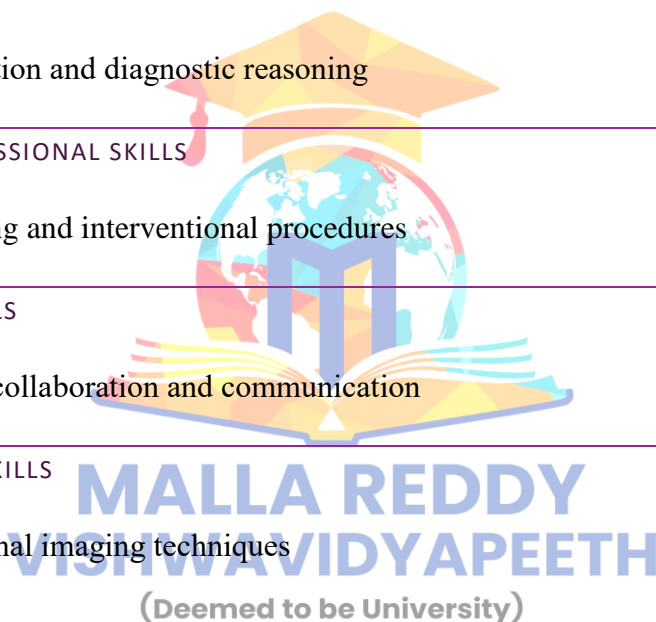 tion and diagnostic reasoning
SSIONAL SKILLS
ng and interventional procedures
LS
collaboration and communication
KILLS
MALLA REDDY
nal imaging techniques
VISHWAVIDYAPEETH
(Deemed to be University)